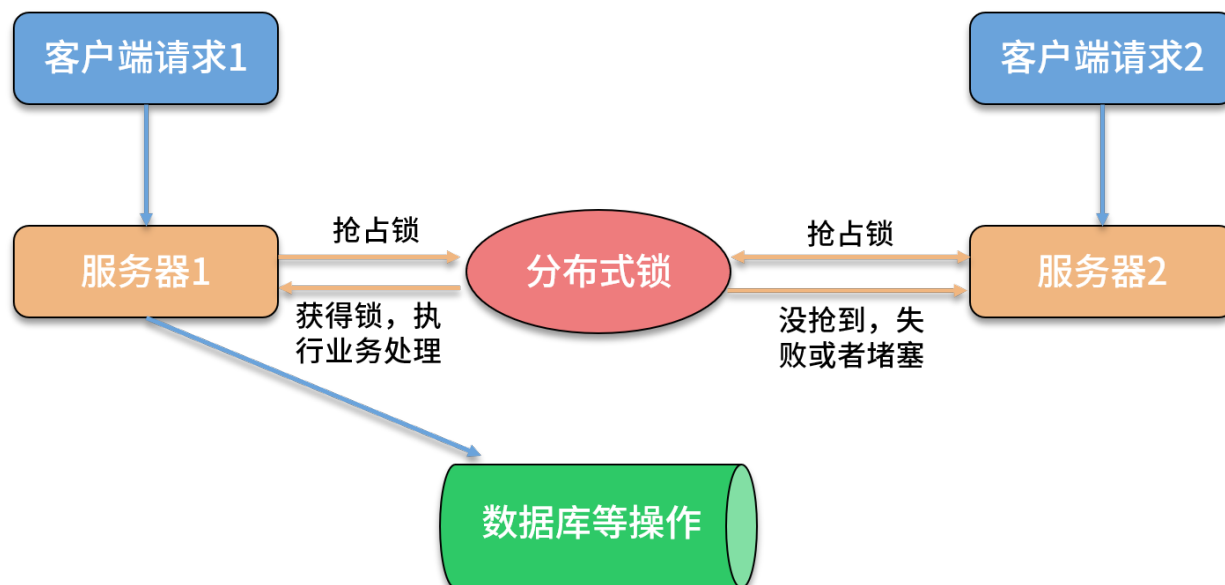 客户端请求1
客户端请求2
抢占锁
抢占锁
服务器1
分布式锁
服务器2
获得锁，执
行业务处理
没抢到，失
败或者堵塞
数据库等操作